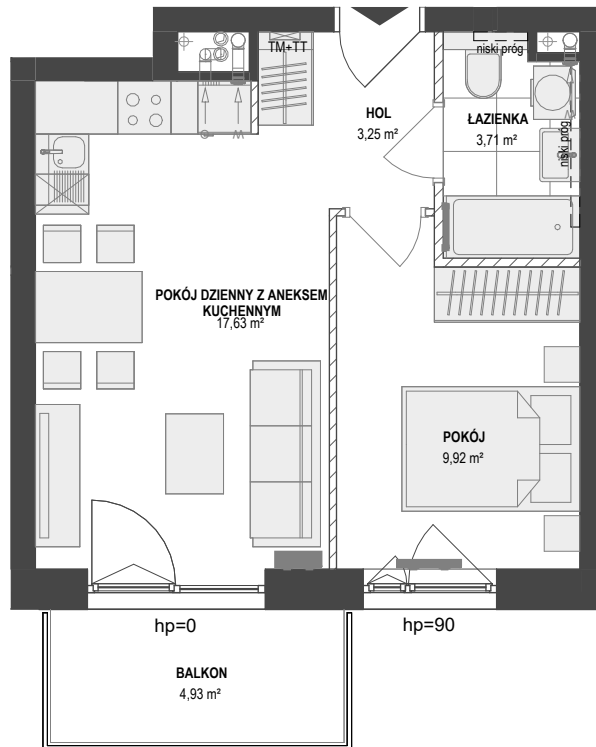 TM+TT
niski próg
HOL
3,25 m²
ŁAZIENKA
3,71 m²
niski próg
POKÓJ DZIENNY Z ANEKSEM
KUCHENNYM
17,63 m²
POKÓJ
9,92 m²
hp=0
hp=90
BALKON
4,93 m²